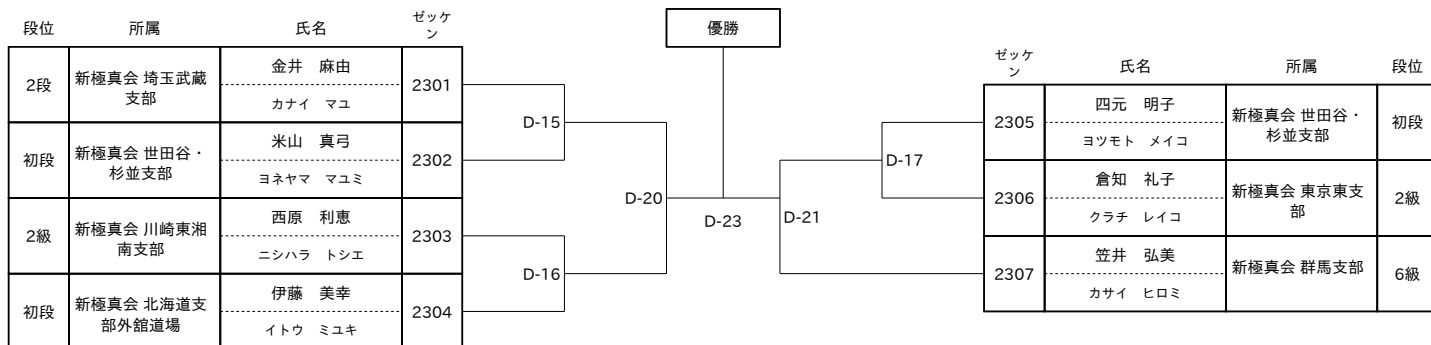 優勝
段位
所属
氏名
ゼッケ
ン
2段
新極真会 埼玉武蔵
支部
金井 麻由
カナイ マユ
2301
初段
新極真会 世田谷・
杉並支部
米山 真弓
ヨネヤマ マユミ
2302
2級
新極真会 川崎東湘
南支部
西原 利恵
ニシハラ トシエ
2303
初段
新極真会 北海道支
部外舘道場
伊藤 美幸
イトウ ミユキ
2304
D-15
D-16
D-20
D-23
D-21
D-17
ゼッケ
ン
氏名
所属
段位
2305
四元 明子
ヨツモト メイコ
新極真会 世田谷・
杉並支部
初段
2306
倉知 礼子
クラチ レイコ
新極真会 東京東支
部
2級
2307
笠井 弘美
カサイ ヒロミ
新極真会 群馬支部
6級